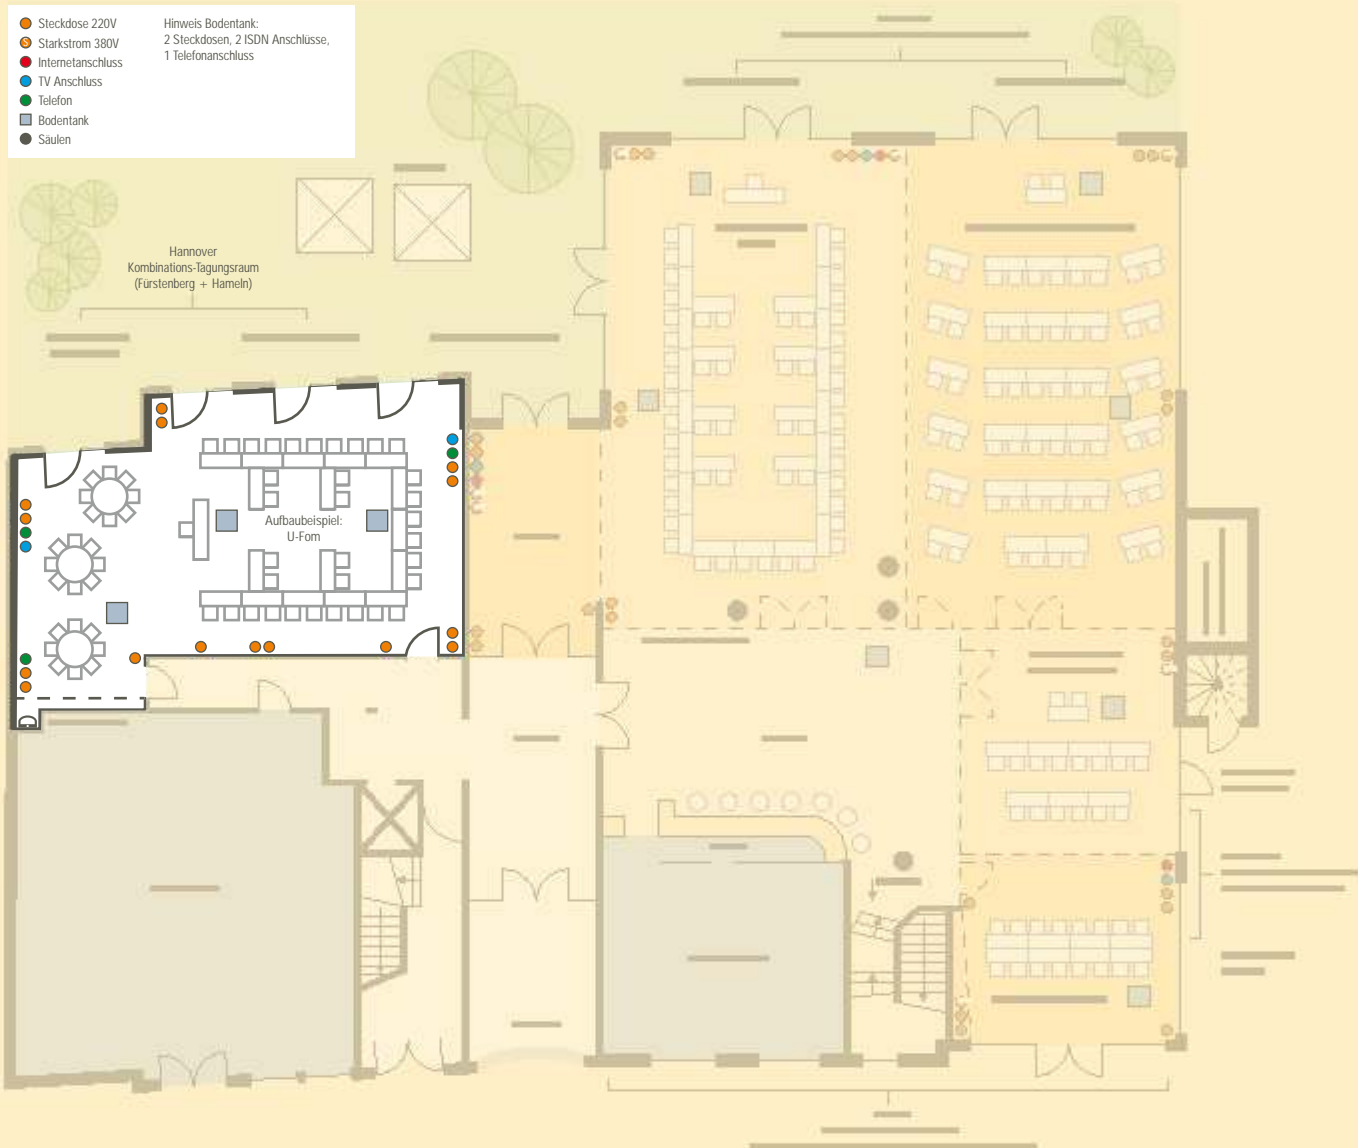 Steckdose 220V
Starkstrom 380V
Internetanschluss
TV Anschluss
Telefon
Bodentank
Säulen
Hinweis Bodentank:
2 Steckdosen, 2 ISDN Anschlüsse,
1 Telefonanschluss
Hannover
Kombinations-Tagungsraum
(Fürstenberg + Hameln)
Aufbaubeispiel:
U-Fom